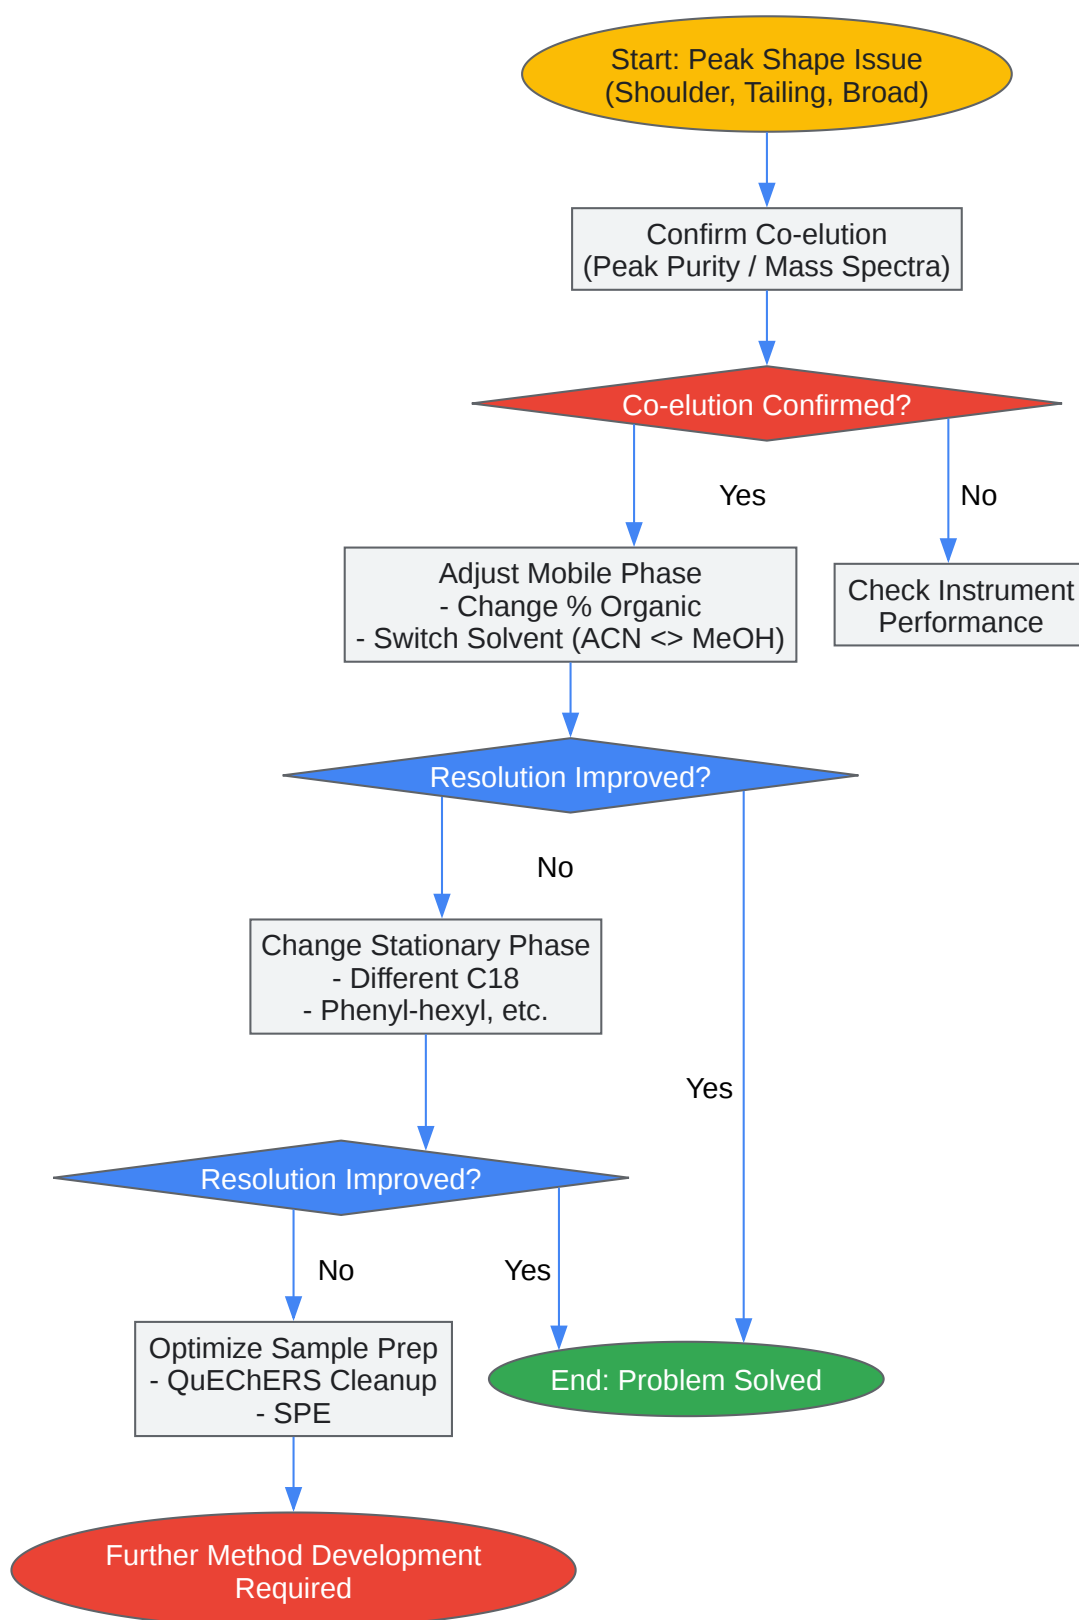 Start: Peak Shape Issue
(Shoulder, Tailing, Broad)
Confirm Co-elution
(Peak Purity / Mass Spectra)
Co-elution Confirmed?
Yes
No
Adjust Mobile Phase
- Change % Organic
- Switch Solvent (ACN <> MeOH)
Check Instrument
Performance
Resolution Improved?
No
Change Stationary Phase
- Different C18
- Phenyl-hexyl, etc.
Yes
Resolution Improved?
No
Yes
Optimize Sample Prep
- QuEChERS Cleanup
- SPE
End: Problem Solved
Further Method Development
Required